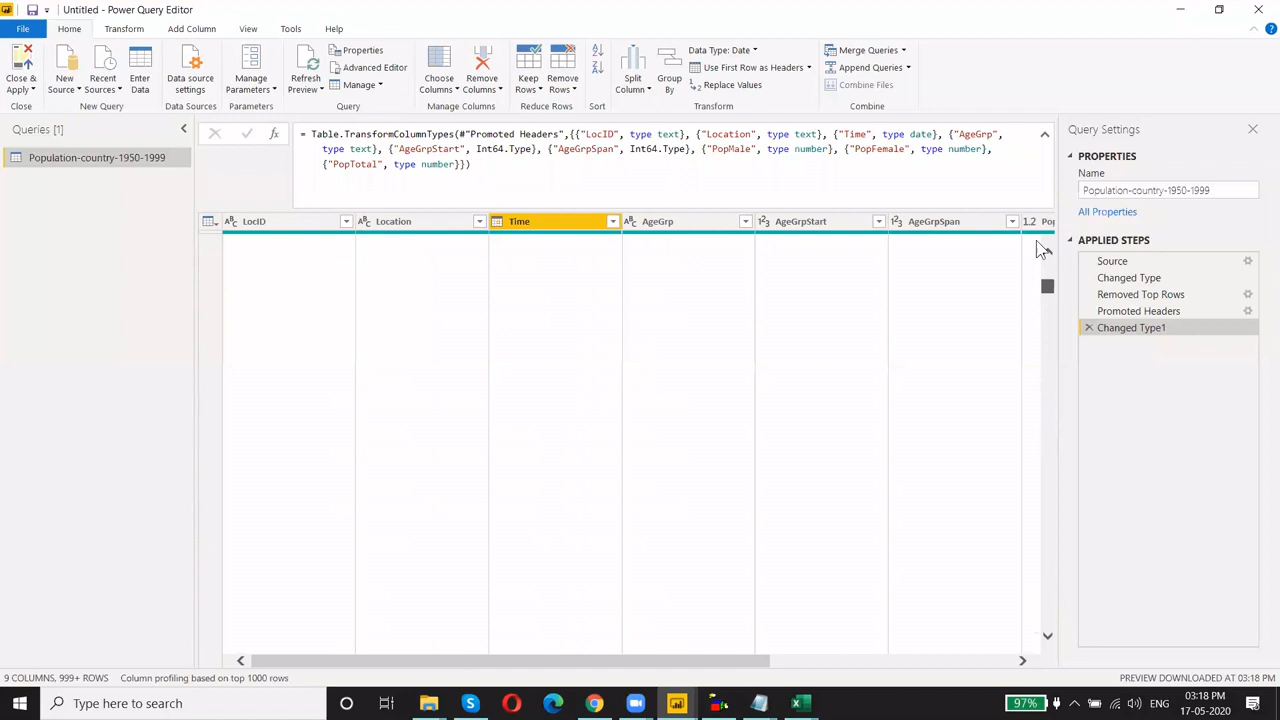 Untitled - Power Query Editor
File Home Transform Add Column View Tools Help
Close & Apply
New Source
Recent Sources
Enter Data
Data source settings
Manage Parameters
Refresh Preview
Properties
Advanced Editor
Manage
Choose Columns
Remove Columns
Keep Rows
Remove Rows
Split Column
Group By
Data Type: Date
Use First Row as Headers
Replace Values
Merge Queries
Append Queries
Combine Files
Close New Query Data Sources Parameters Query Manage Columns Reduce Rows Sort Transform Combine
Queries [1]
Population-country-1950-1999
= Table.TransformColumnTypes(#"Promoted Headers",{{"LocID", type text}, {"Location", type text}, {"Time", type date}, {"AgeGrp",
type text}, {"AgeGrpStart", Int64.Type}, {"AgeGrpSpan", Int64.Type}, {"PopMale", type number}, {"PopFemale", type number},
{"PopTotal", type number}})
LocID Location Time AgeGrp AgeGrpStart AgeGrpSpan 1.2
Query Settings
PROPERTIES
Name
Population-country-1950-1999
All Properties
APPLIED STEPS
Source
Changed Type
Removed Top Rows
Promoted Headers
Changed Type1
9 COLUMNS, 999+ ROWS Column profiling based on top 1000 rows
PREVIEW DOWNLOADED AT 03:18 PM
Type here to search
97%
ENG
03:18 PM
17-05-2020